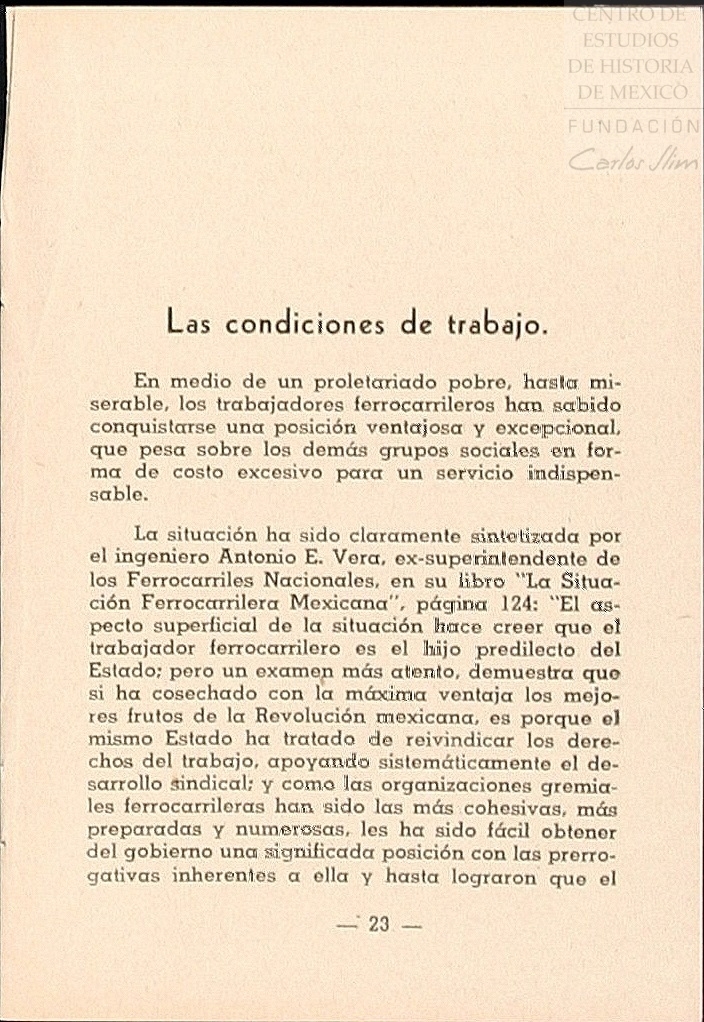 CENTRO DE
ESTUDIOS
DE HISTORIA
DE MEXICÒ
FUNDACIÓN
Carlos Slim
Las condiciones de trabajo.
En medio de un proletariado pobre, hasta mi-
serable, los trabajadores ferrocarrileros han sabido
conquistarse una posición ventajosa y excepcional,
que pesa sobre los demás grupos sociales en for-
ma de costo excesivo para un servicio indispen-
sable.
La situación ha sido claramente sintetizada por
el ingeniero Antonio E. Vera, ex-superintendente de
los Ferrocarriles Nacionales, en su libro "La Situa-
ción Ferrocarrilera Mexicana", página 124: "El as-
pecto superficial de la situación hace creer que el
trabajador ferrocarrilero es el hijo predilecto del
Estado; pero un examen más atento, demuestra que
si ha cosechado con la máxima ventaja los mejo-
res frutos de la Revolución mexicana, es porque el
mismo Estado ha tratado de reivindicar los dere-
chos del trabajo, apoyando sistemáticamente el de-
sarrollo sindical; y como las organizaciones gremia-
les ferrocarrileras han sido las más cohesivas, más
preparadas y numerosas, les ha sido fácil obtener
del gobierno una significada posición con las prerro-
gativas inherentes a ella y hasta lograron que el
— 23 —